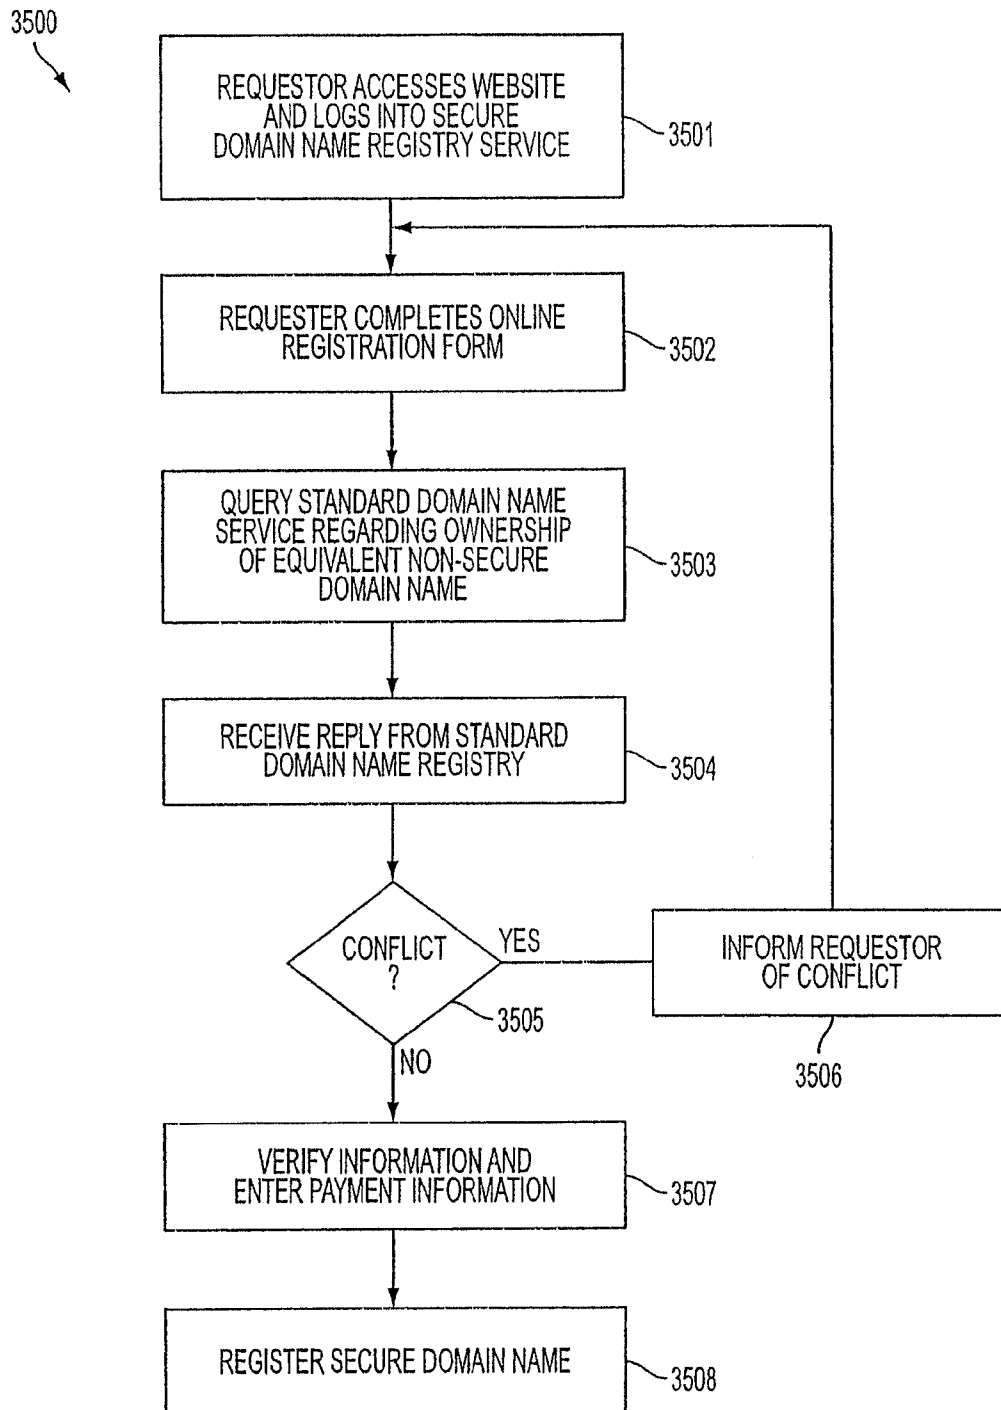 3500
REQUESTOR ACCESSES WEBSITE
AND LOGS INTO SECURE
DOMAIN NAME REGISTRY SERVICE
3501
REQUESTER COMPLETES ONLINE
REGISTRATION FORM
3502
QUERY STANDARD DOMAIN NAME
SERVICE REGARDING OWNERSHIP
OF EQUIVALENT NON-SECURE
DOMAIN NAME
3503
RECEIVE REPLY FROM STANDARD
DOMAIN NAME REGISTRY
3504
CONFLICT
?
YES
3505
NO
INFORM REQUESTOR
OF CONFLICT
3506
VERIFY INFORMATION AND
ENTER PAYMENT INFORMATION
3507
REGISTER SECURE DOMAIN NAME
3508